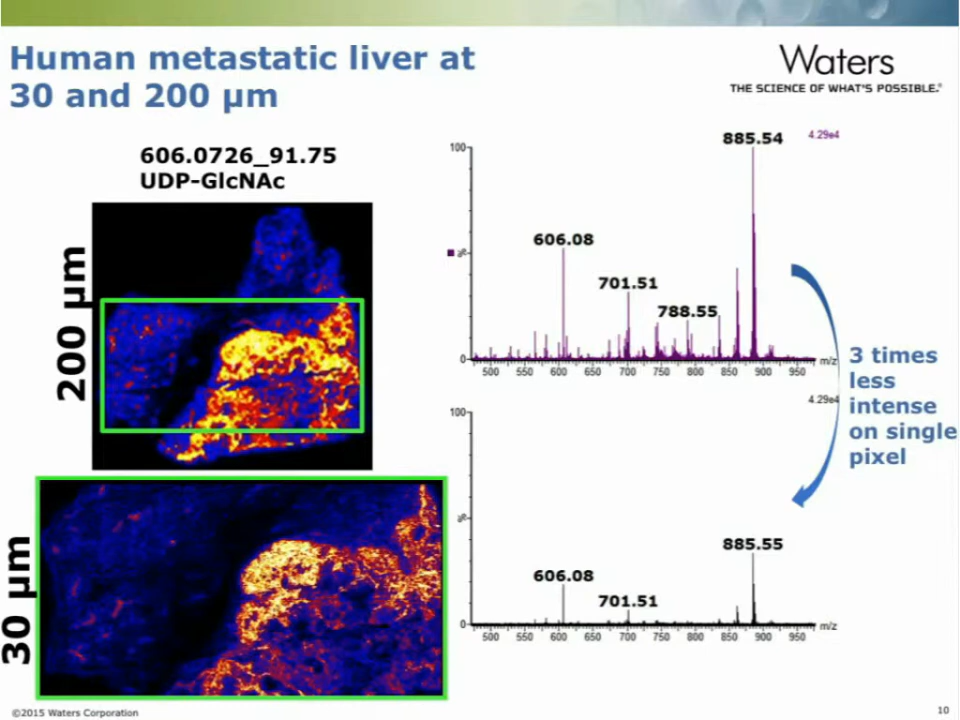 Human metastatic liver at
30 and 200 µm
Waters
THE SCIENCE OF WHAT'S POSSIBLE.®
606.0726_91.75
UDP-GlcNAc
200 µm
30 µm
885.54
4.29e4
100
606.08
%
701.51
788.55
0
m/z
500 550 600 650 700 750 800 850 900 950
3 times
less
intense
on single
pixel
4.29e4
100
%
885.55
606.08
701.51
0
m/z
500 550 600 650 700 750 800 850 900 950
©2015 Waters Corporation
10